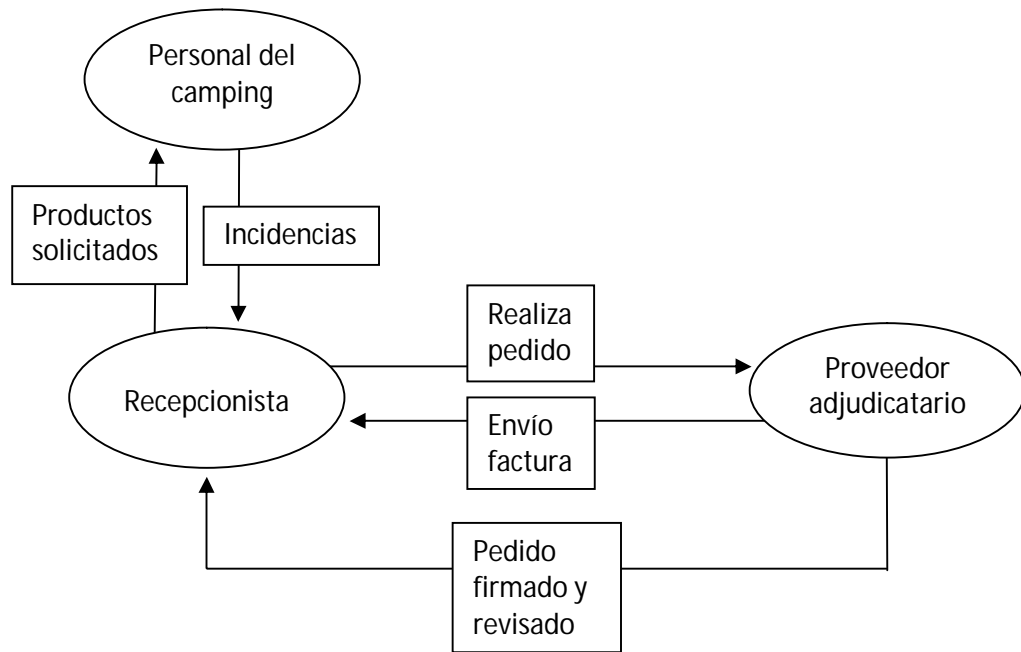 Personal del
camping
Productos
solicitados
Incidencias
Realiza
pedido
Recepcionista
Proveedor
adjudicatario
Envío
factura
Pedido
firmado y
revisado